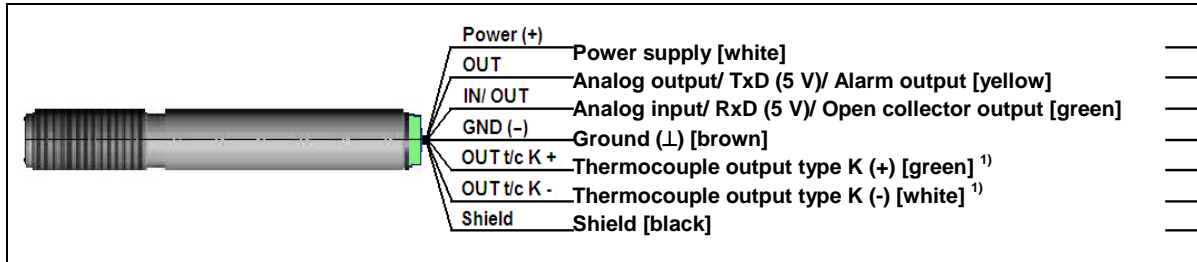 Power (+) Power supply [white]
OUT Analog output/ TxD (5 V)/ Alarm output [yellow]
IN/ OUT Analog input/ RxD (5 V)/ Open collector output [green]
GND (–) Ground (⊥) [brown]
OUT t/c K + Thermocouple output type K (+) [green] 1)
OUT t/c K - Thermocouple output type K (-) [white] 1)
Shield Shield [black]